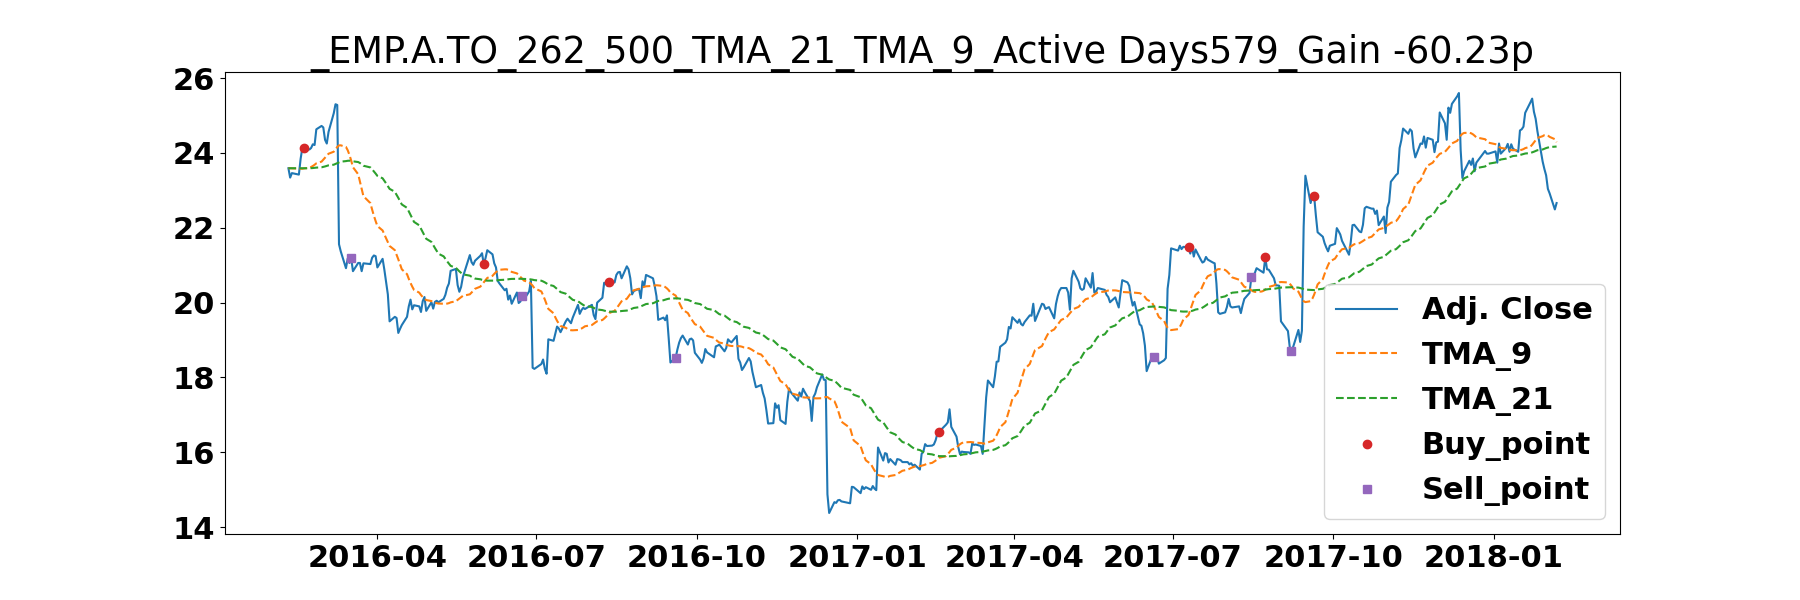 _EMP.A.TO_262_500_TMA_21_TMA_9_Active Days579_Gain -60.23p
26
24
22
20
18
16
14
2016-04 2016-07 2016-10 2017-01 2017-04 2017-07 2017-10 2018-01
Adj. Close
TMA_9
TMA_21
Buy_point
Sell_point